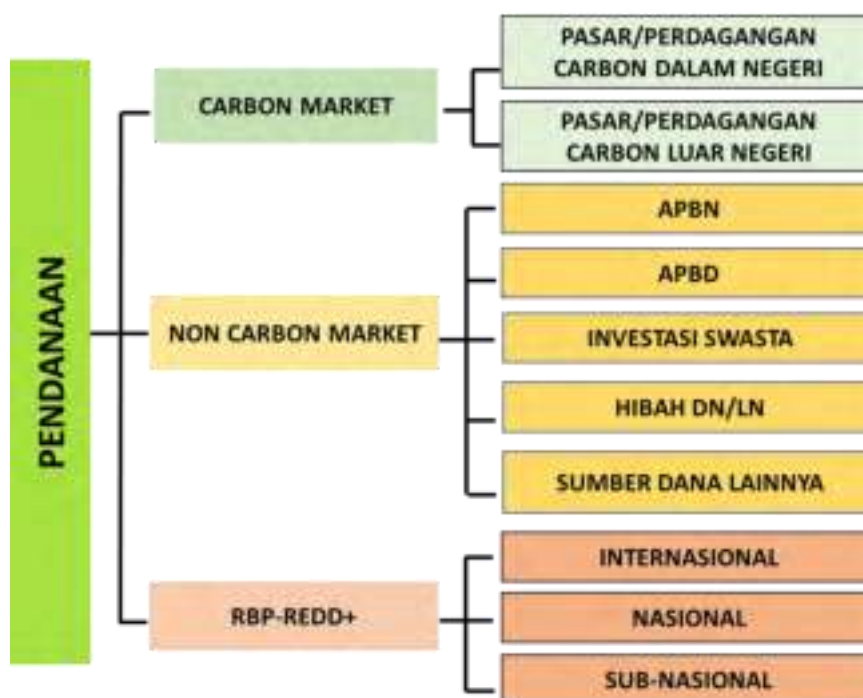 PENDANAAN
CARBON MARKET
PASAR/PERDAGANGAN
CARBON DALAM NEGERI
PASAR/PERDAGANGAN
CARBON LUAR NEGERI
NON CARBON MARKET
APBN
APBD
INVESTASI SWASTA
HIBAH DN/LN
SUMBER DANA LAINNYA
RBP-REDD+
INTERNASIONAL
NASIONAL
SUB-NASIONAL